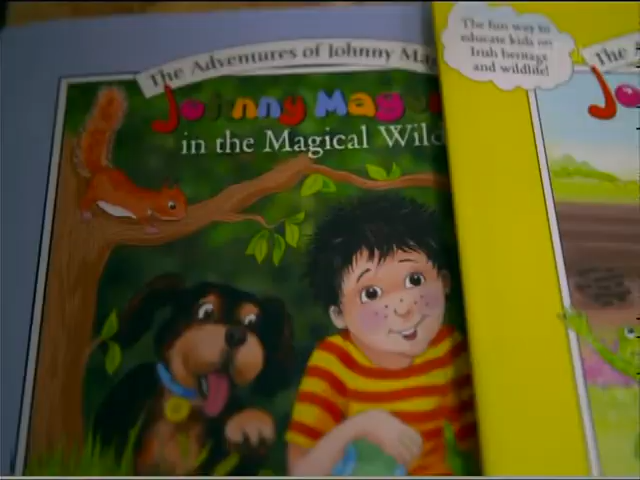 The Adventures of Johnny
Johnny
in the Magical
The fun way to
educate kids on
Irish heritage
and wildlife!
The